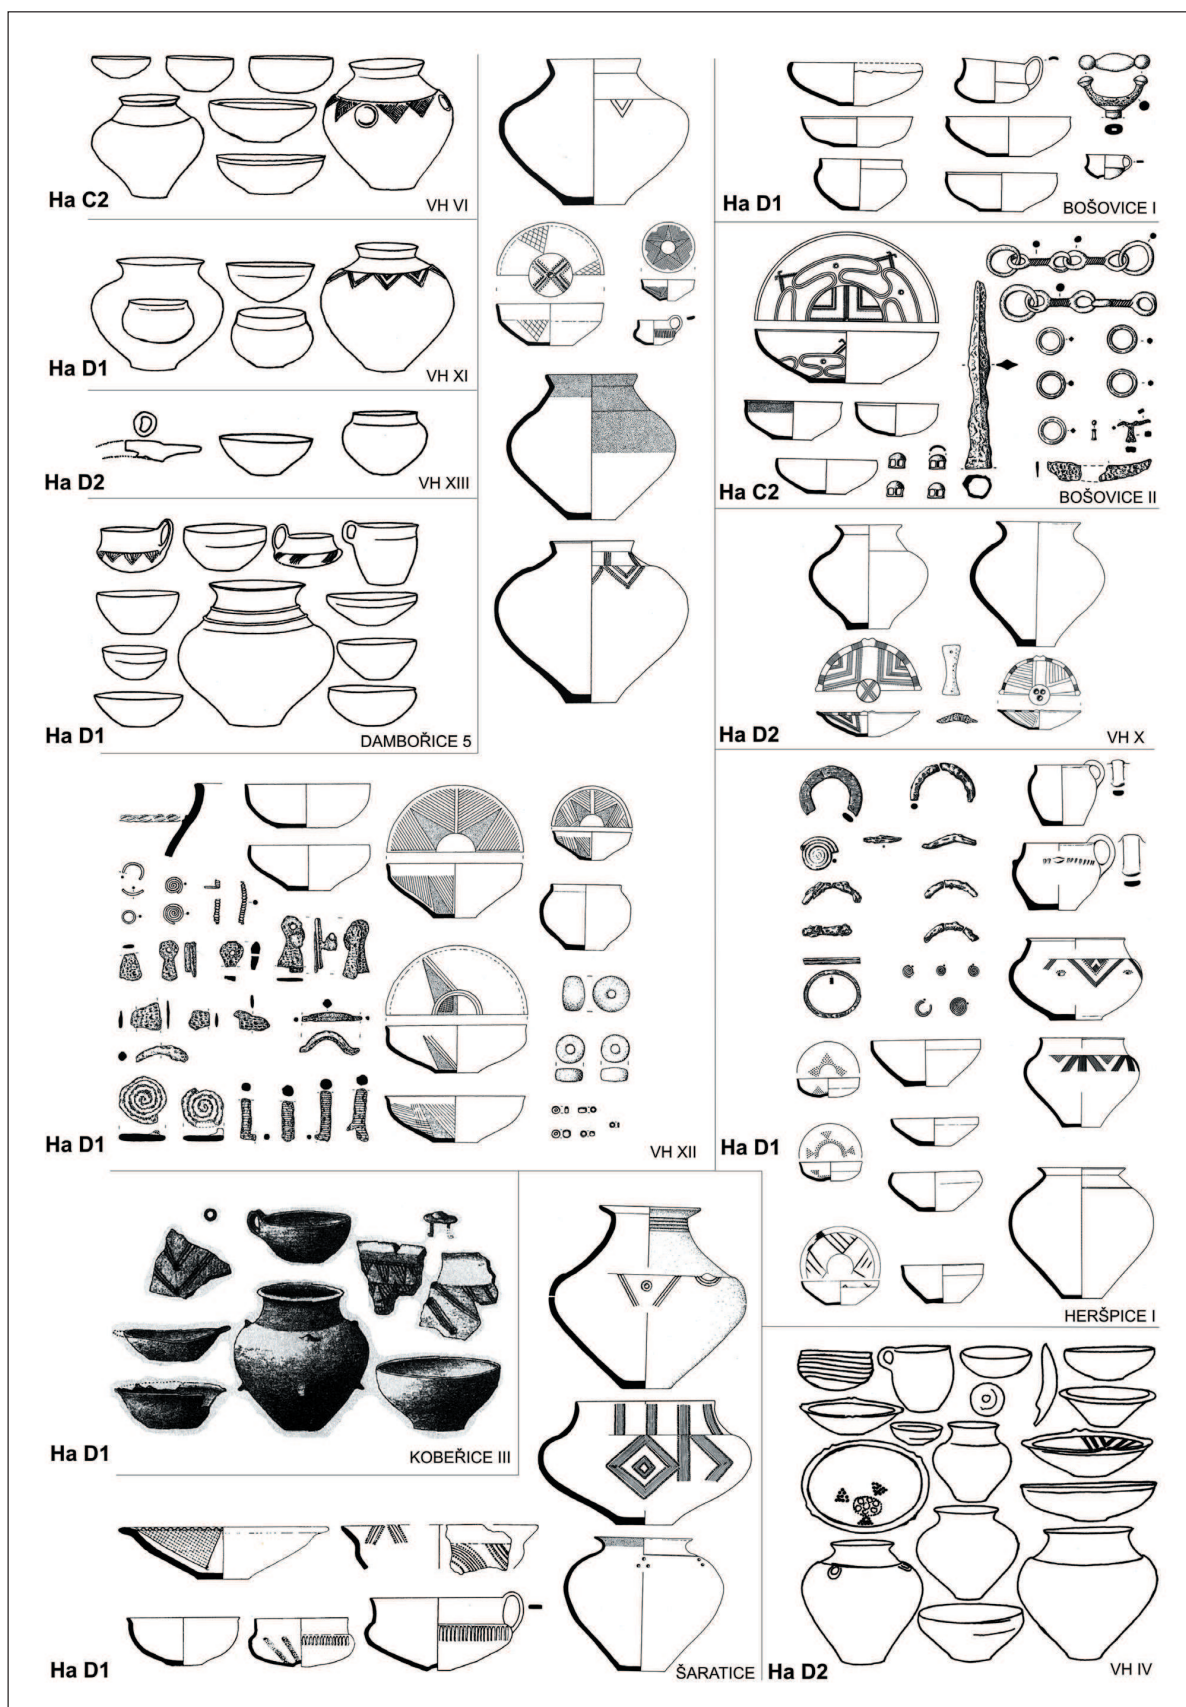 Ha C2
VH VI
Ha D1
VH XI
Ha D2
VH XIII
Ha D1
DAMBOŘICE 5
Ha D1
VH XII
Ha D1
BOŠOVICE I
Ha C2
BOŠOVICE II
Ha D2
VH X
Ha D1
HERŠPICE I
Ha D1
KOBEŘICE III
Ha D1
ŠARATICE
Ha D2
VH IV